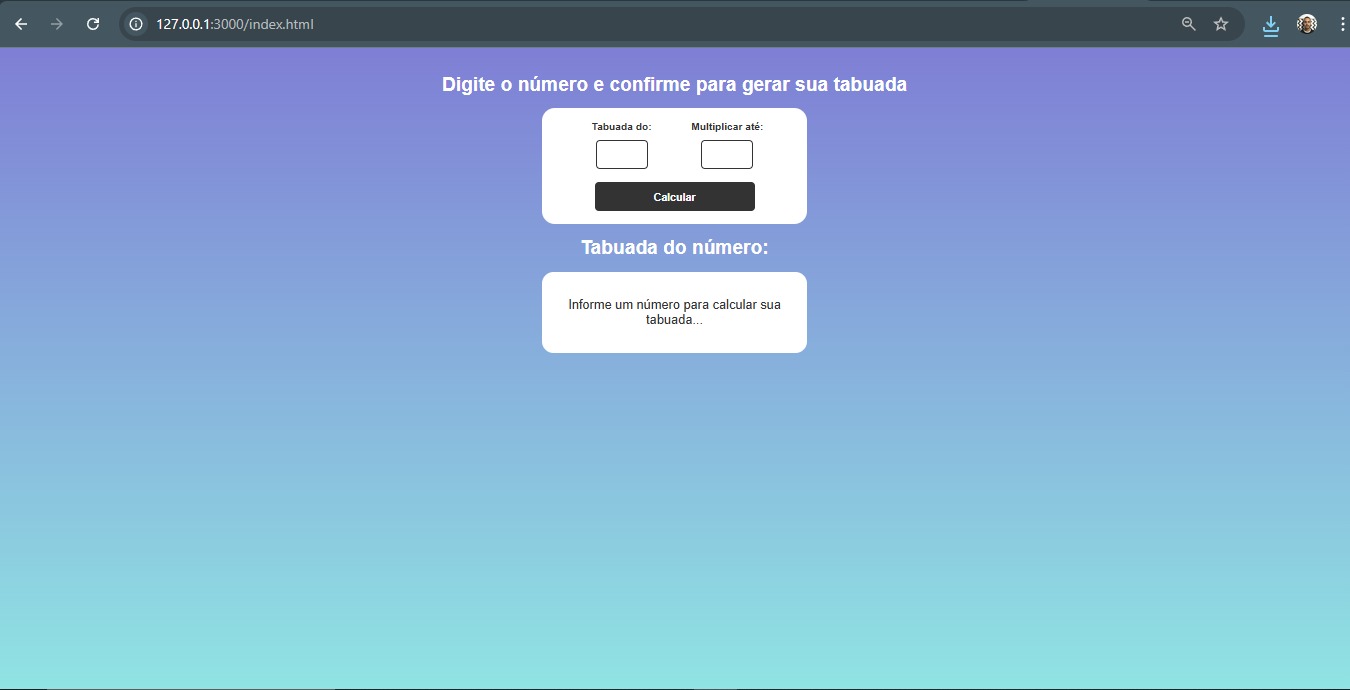 127.0.0.1:3000/index.html
Digite o número e confirme para gerar sua tabuada
Tabuada do: Multiplicar até:
Calcular
Tabuada do número:
Informe um número para calcular sua
tabuada...